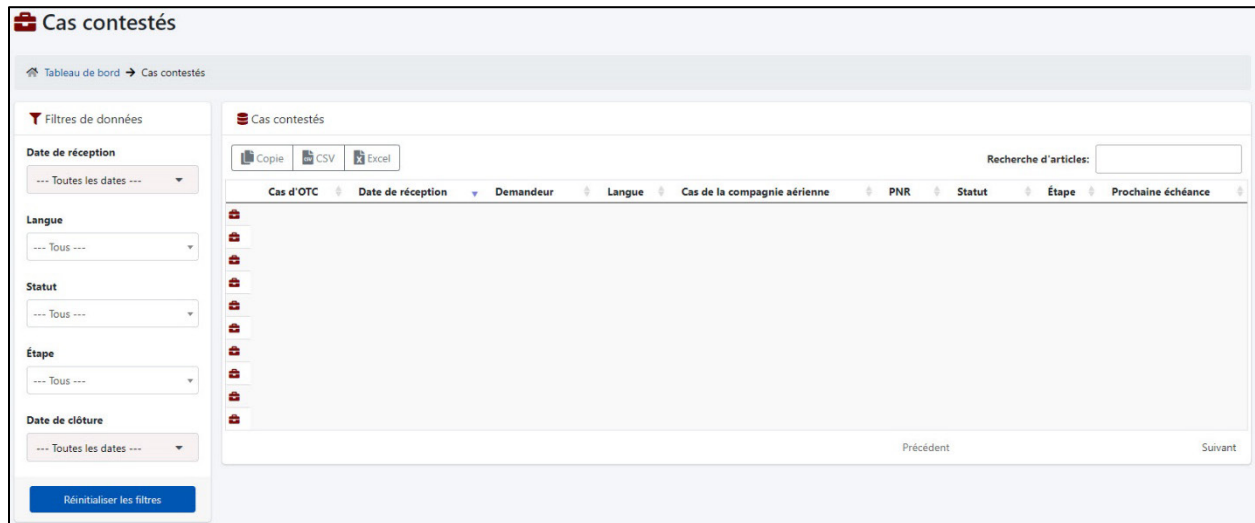 Cas contestés
Tableau de bord → Cas contestés
Filtres de données
Date de réception
--- Toutes les dates ---
Langue
--- Tous ---
Statut
--- Tous ---
Étape
--- Tous ---
Date de clôture
--- Toutes les dates ---
Réinitialiser les filtres
Cas contestés
Copie CSV Excel Recherche d'articles:
Cas d'OTC Date de réception Demandeur Langue Cas de la compagnie aérienne PNR Statut Étape Prochaine échéance
Précédent Suivant